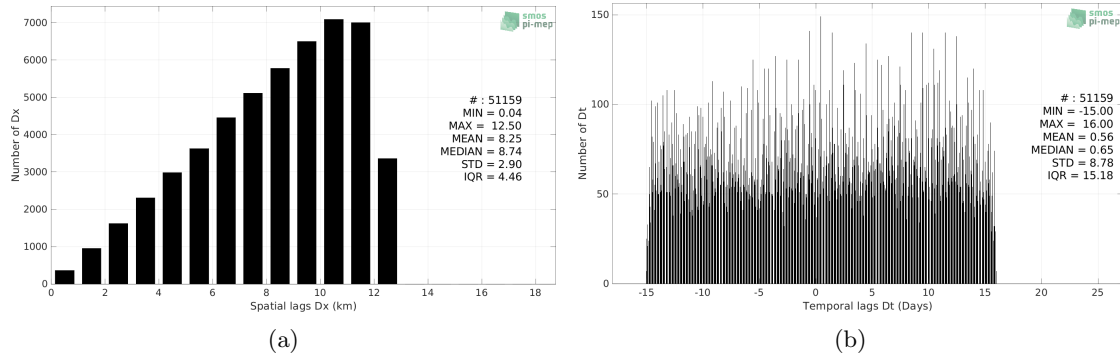 smos
pi-mep
7000
6000
5000
4000
3000
2000
1000
0
Number of Dx
# : 51159
MIN = 0.04
MAX = 12.50
MEAN = 8.25
MEDIAN = 8.74
STD = 2.90
IQR = 4.46
0 2 4 6 8 10 12 14 16 18
Spatial lags Dx (km)
(a)
smos
pi-mep
150
100
50
0
Number of Dt
# : 51159
MIN = -15.00
MAX = 16.00
MEAN = 0.56
MEDIAN = 0.65
STD = 8.78
IQR = 15.18
-15 -10 -5 0 5 10 15 20 25
Temporal lags Dt (Days)
(b)